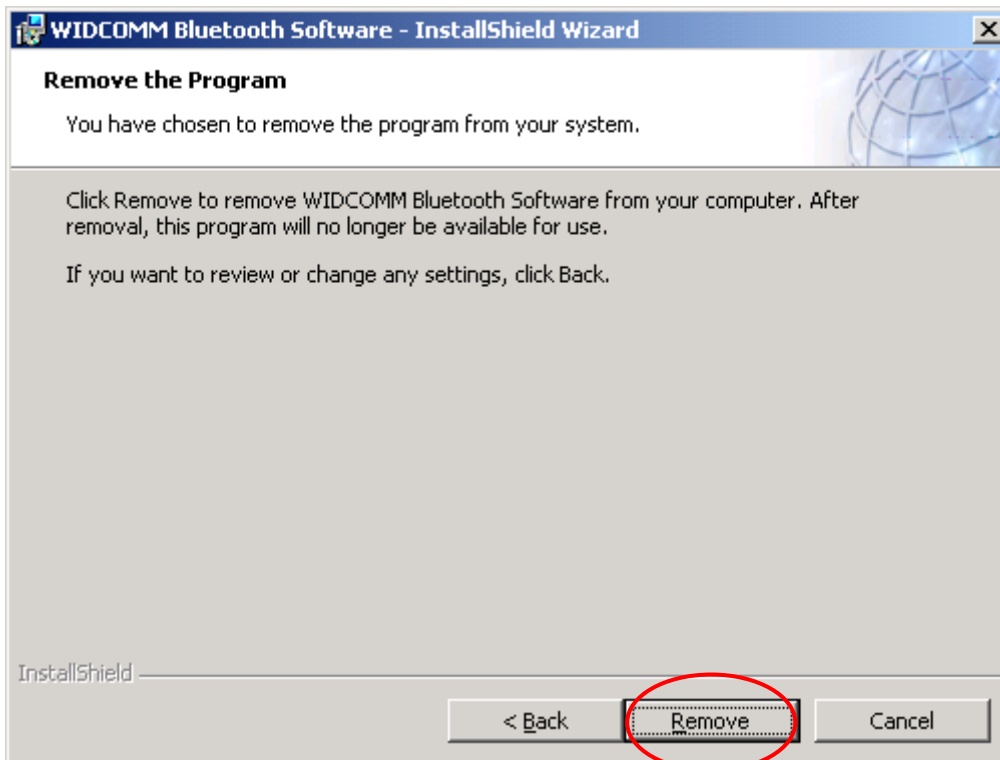 WIDCOMM Bluetooth Software - InstallShield Wizard
Remove the Program
You have chosen to remove the program from your system.
Click Remove to remove WIDCOMM Bluetooth Software from your computer. After
removal, this program will no longer be available for use.
If you want to review or change any settings, click Back.
InstallShield
< Back Remove Cancel